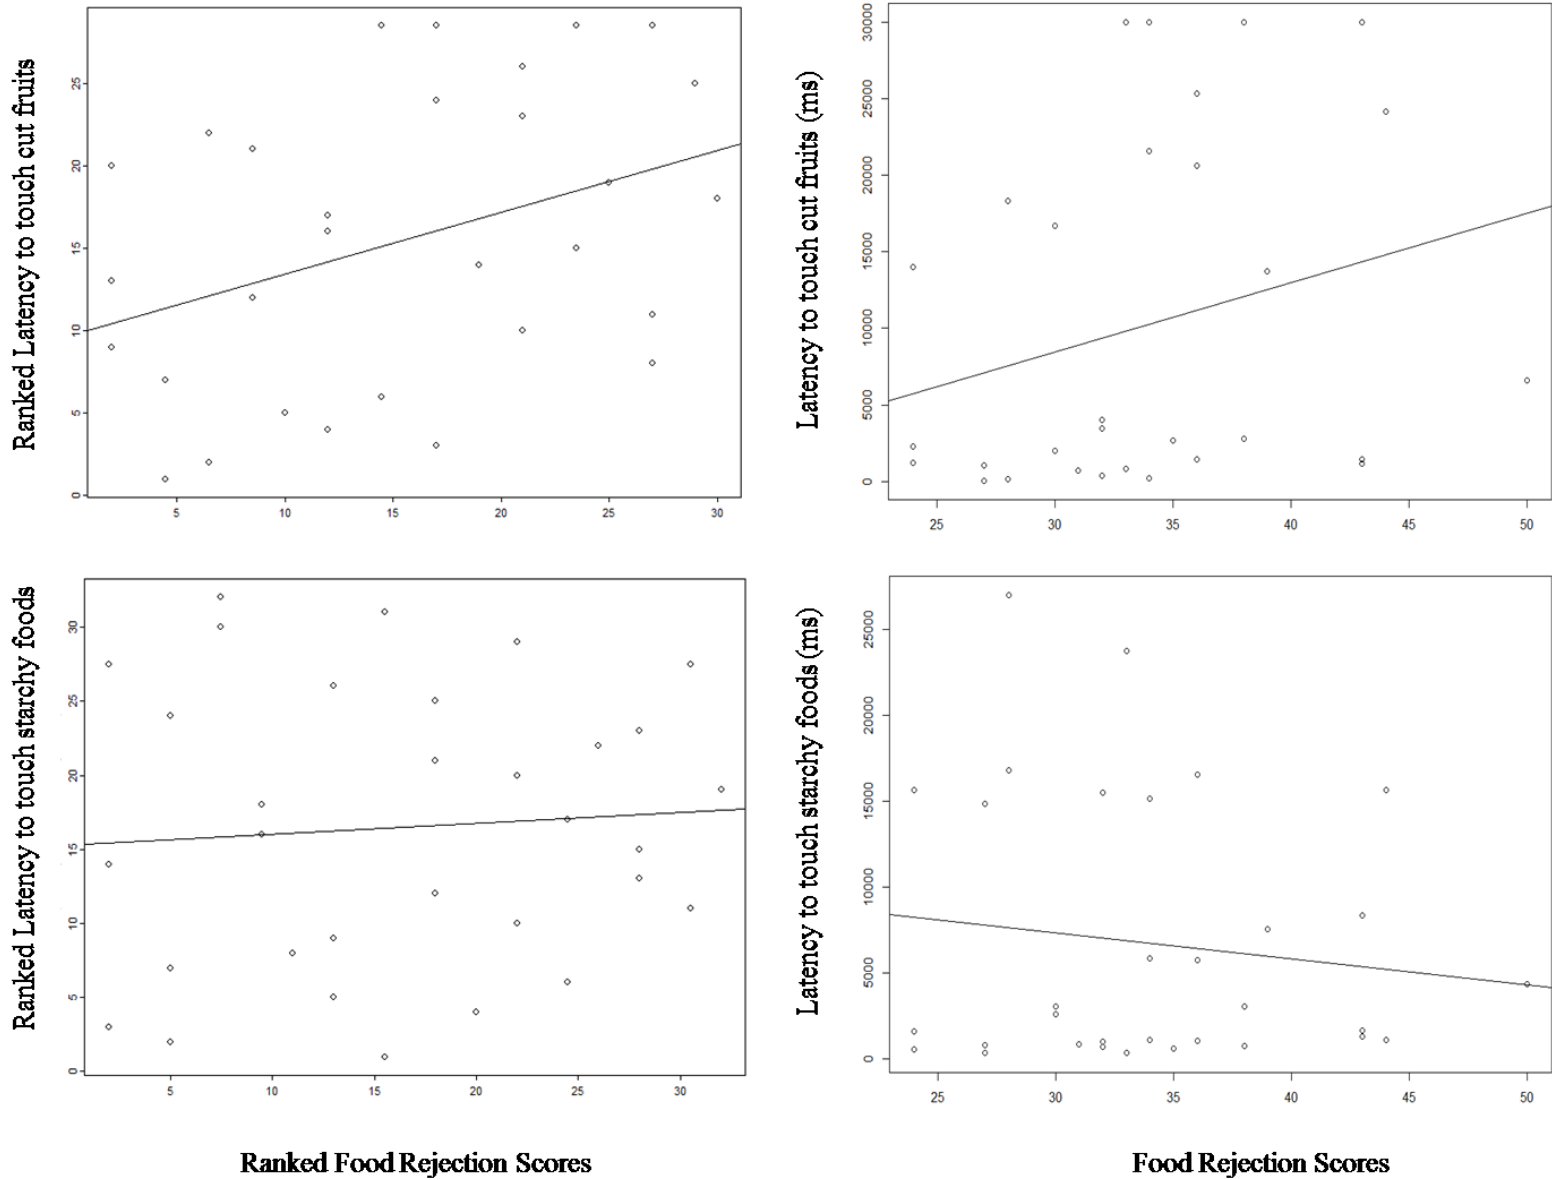 Ranked Latency to touch cut fruits
0 5 10 15 20 25
5 10 15 20 25 30
Latency to touch cut fruits (ms)
0 5000 10000 15000 20000 25000 30000
25 30 35 40 45 50
Ranked Latency to touch starchy foods
0 5 10 15 20 25 30
5 10 15 20 25 30
Latency to touch starchy foods (ms)
0 5000 10000 15000 20000 25000
25 30 35 40 45 50
Ranked Food Rejection Scores
Food Rejection Scores